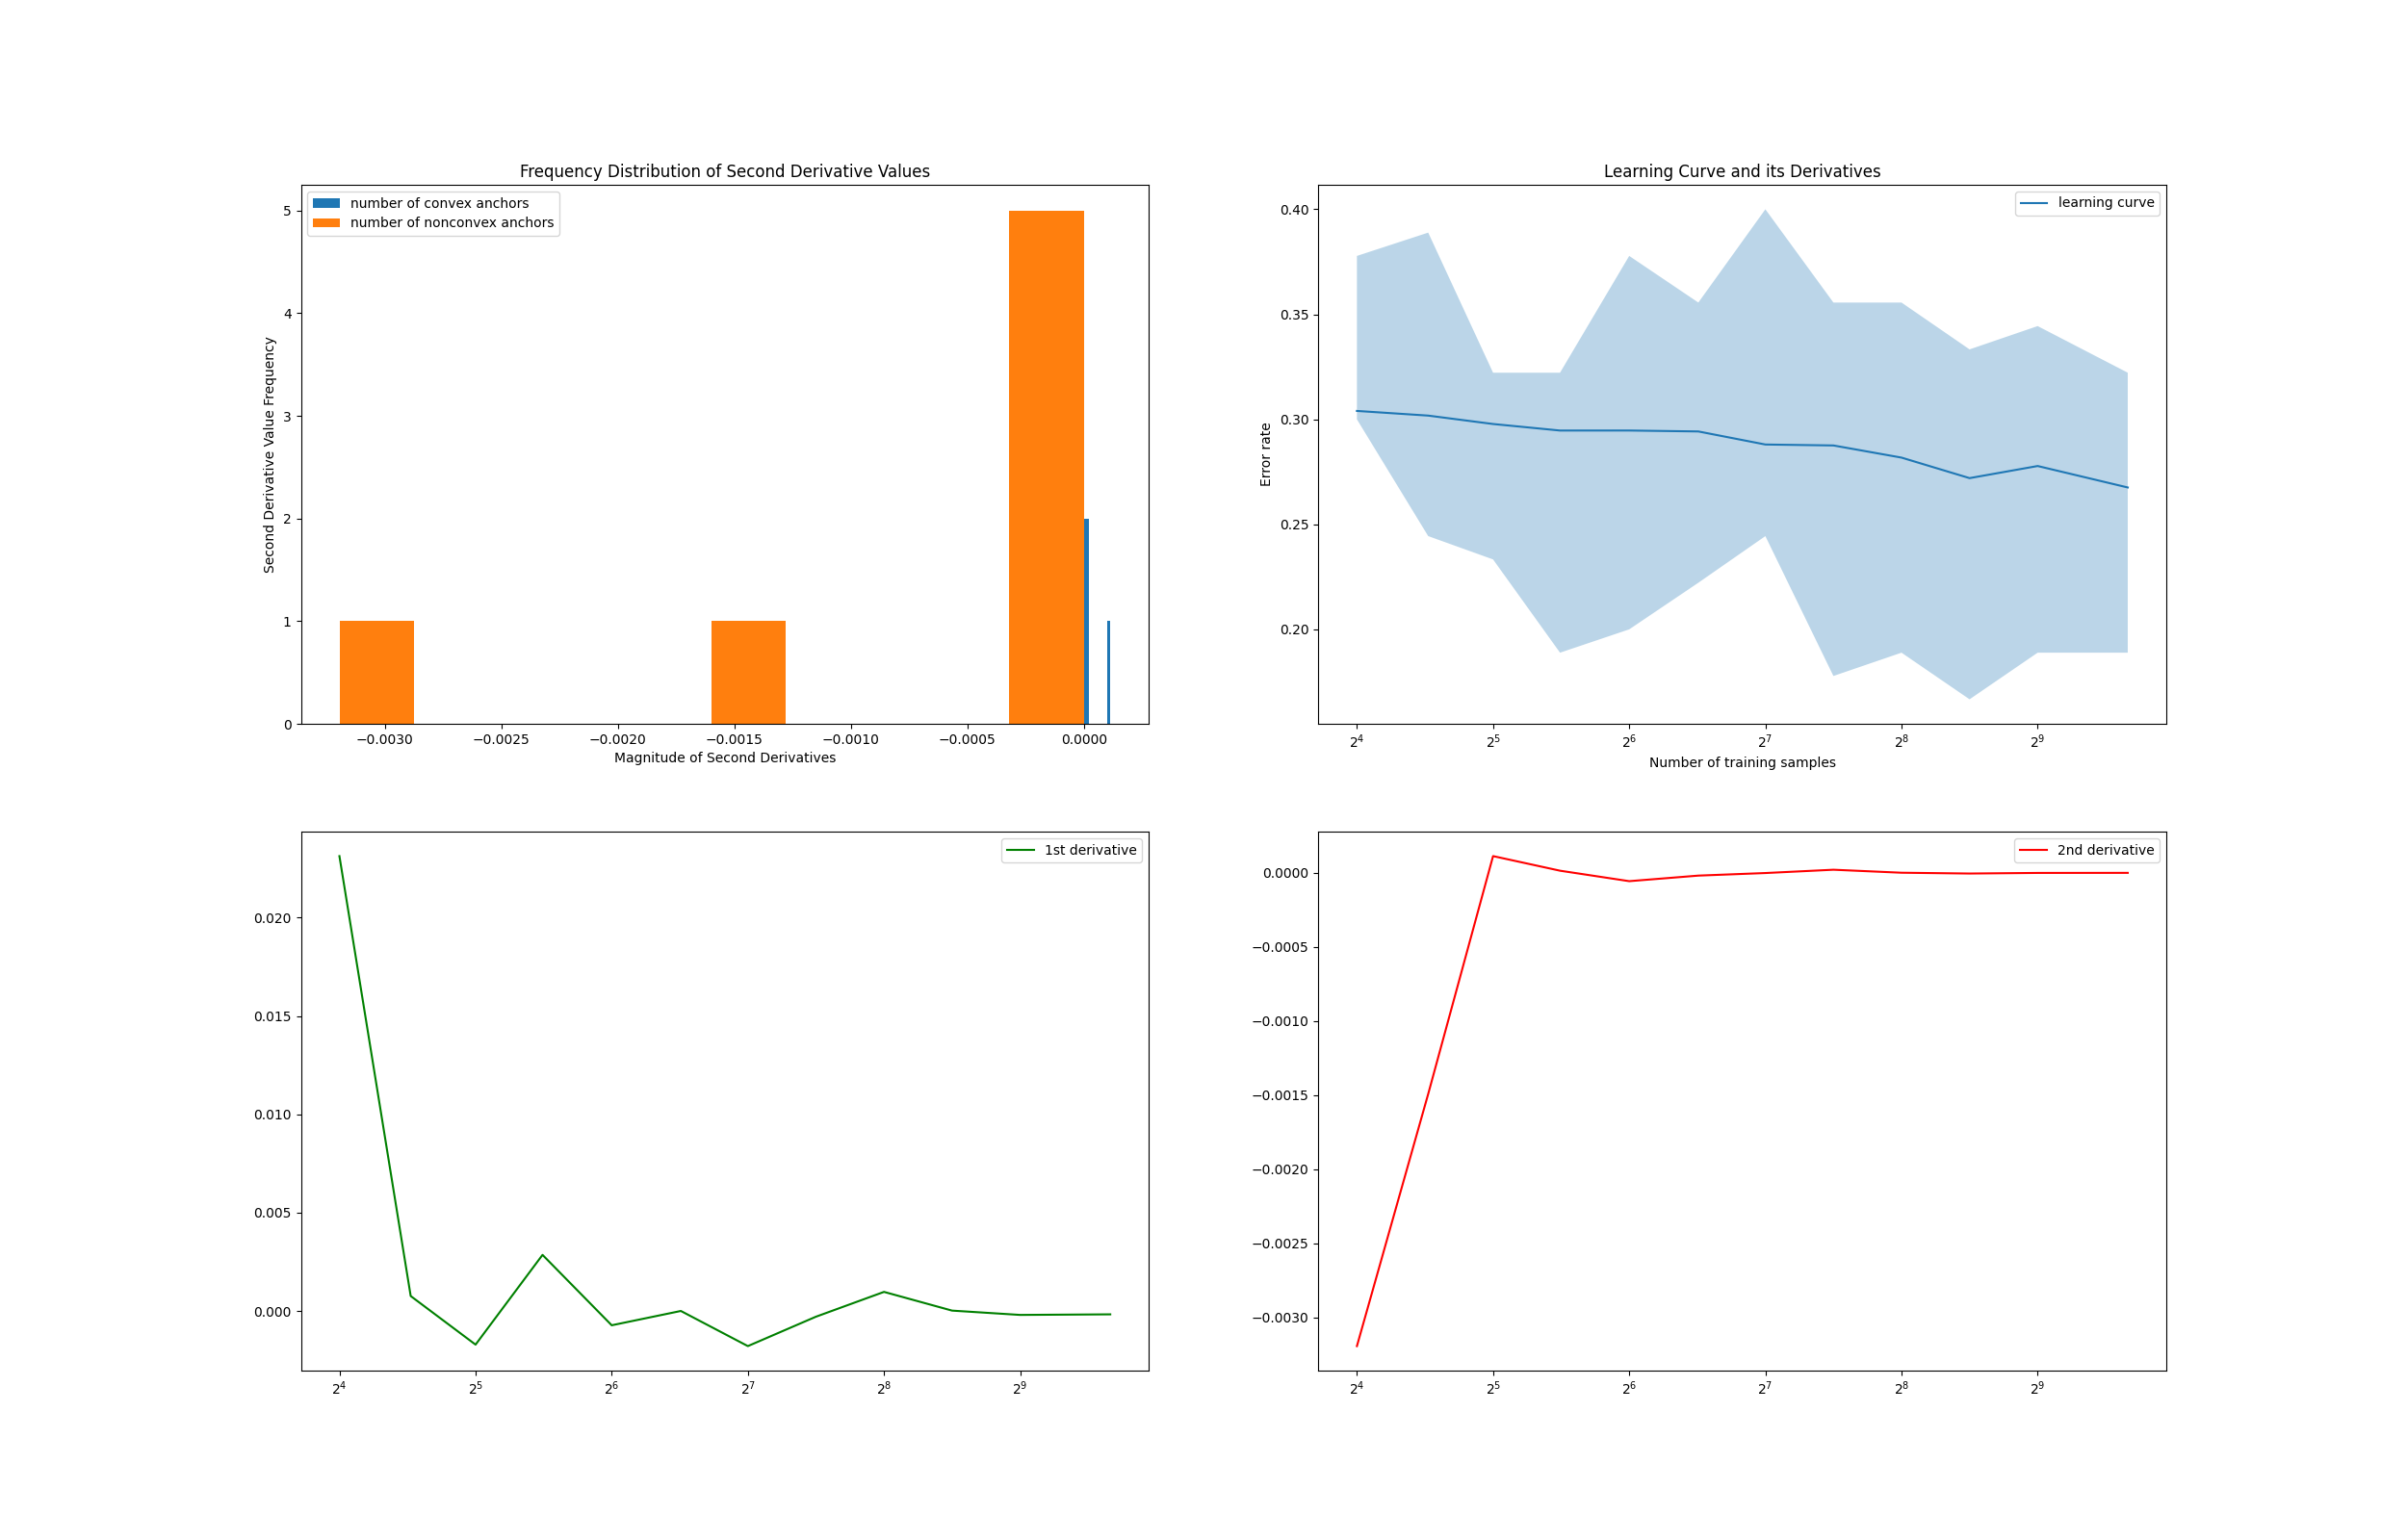 Frequency Distribution of Second Derivative Values
number of convex anchors
number of nonconvex anchors
Second Derivative Value Frequency
5
4
3
2
1
0
−0.0030 −0.0025 −0.0020 −0.0015 −0.0010 −0.0005 0.0000
Magnitude of Second Derivatives
Learning Curve and its Derivatives
learning curve
Error rate
0.40
0.35
0.30
0.25
0.20
2⁴ 2⁵ 2⁶ 2⁷ 2⁸ 2⁹
Number of training samples
1st derivative
0.020
0.015
0.010
0.005
0.000
2⁴ 2⁵ 2⁶ 2⁷ 2⁸ 2⁹
2nd derivative
0.0000
−0.0005
−0.0010
−0.0015
−0.0020
−0.0025
−0.0030
2⁴ 2⁵ 2⁶ 2⁷ 2⁸ 2⁹